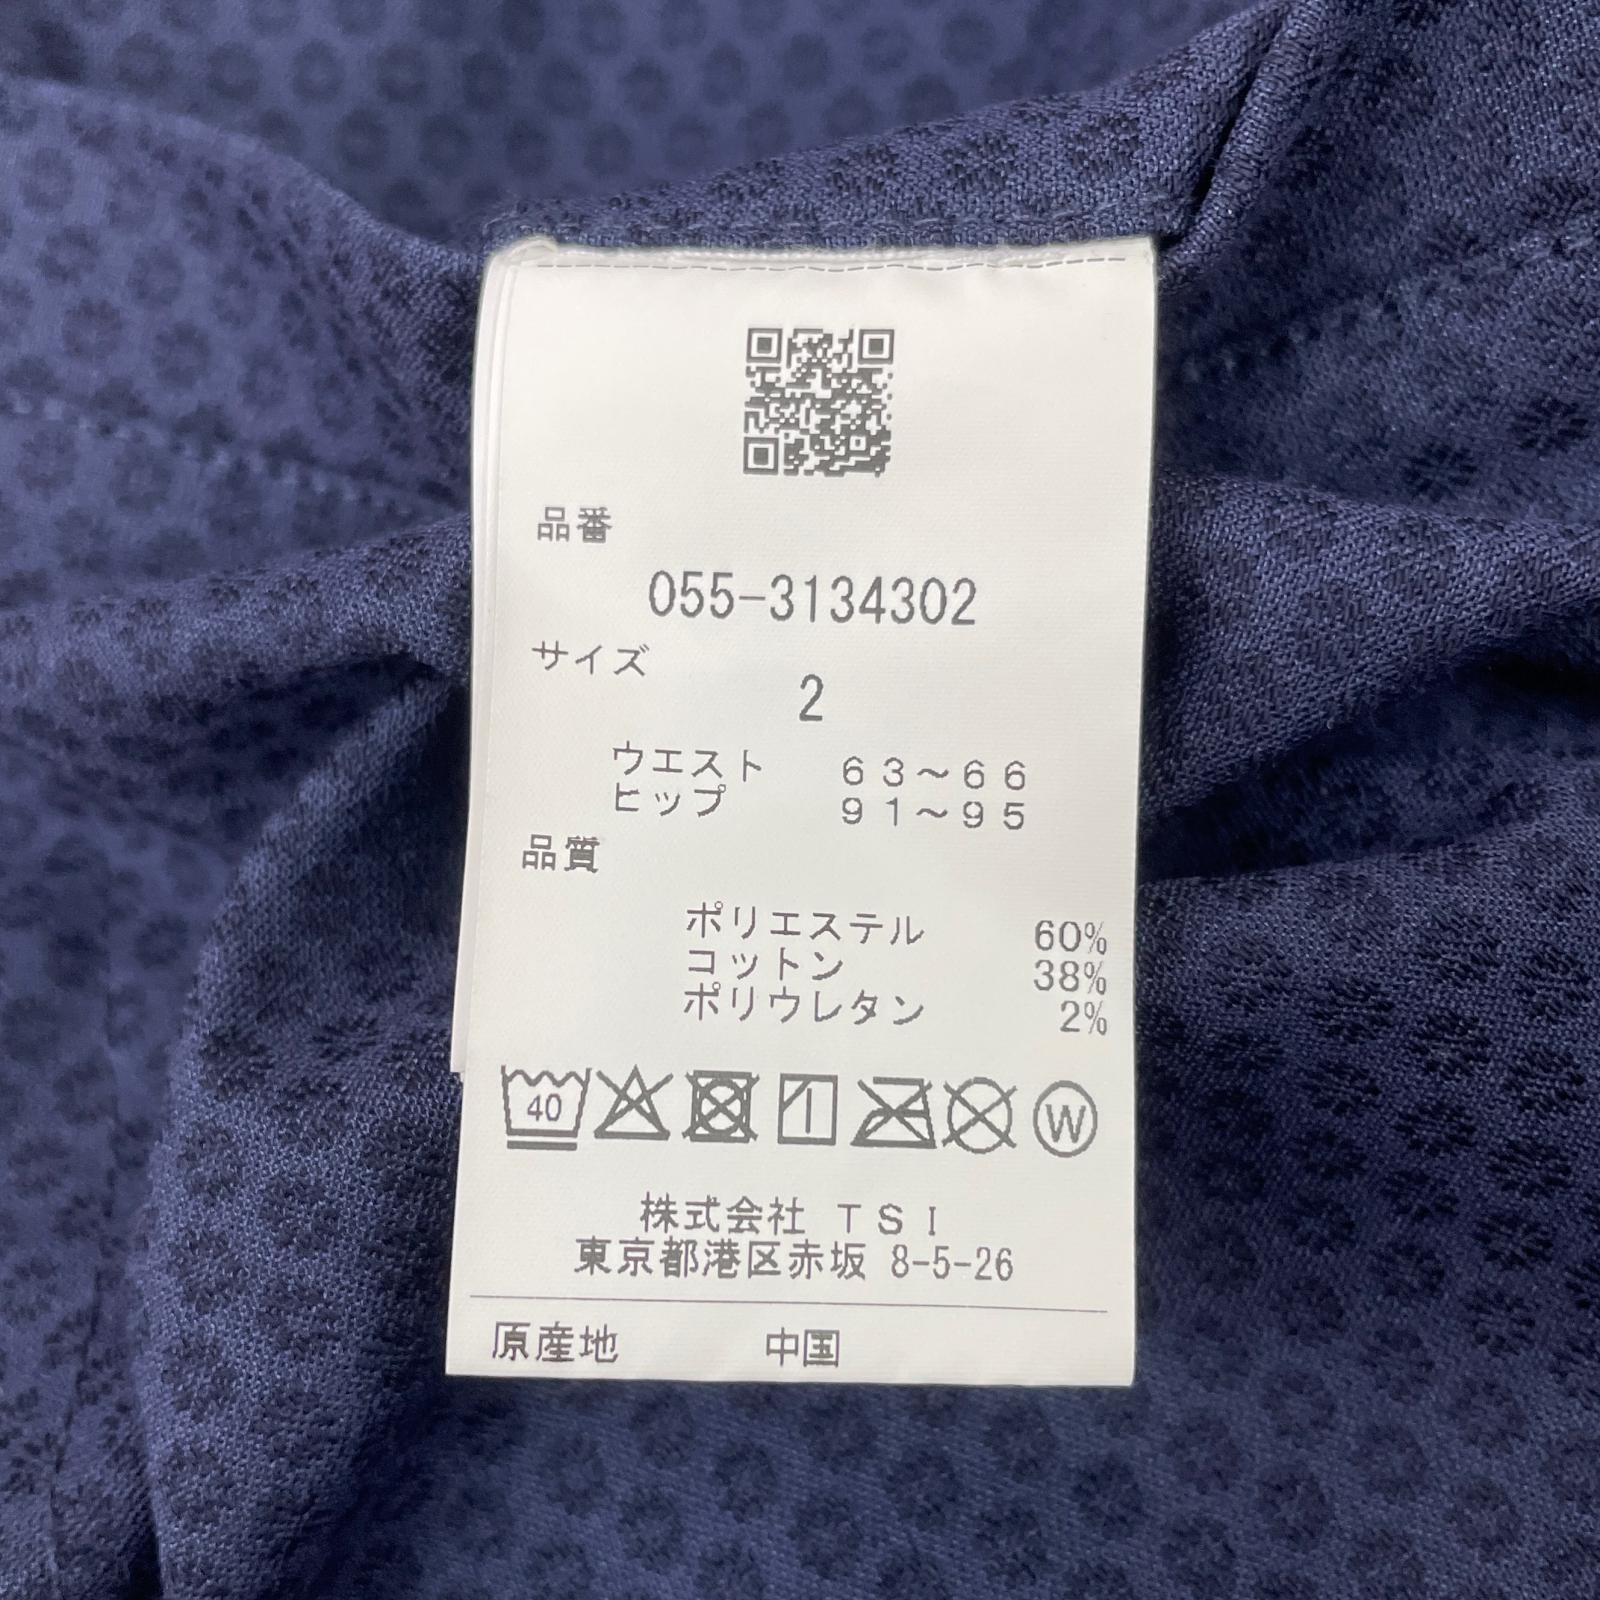 品番
055-3134302
サイズ
2
ウエスト 63～66
ヒップ 91～95
品質
ポリエステル 60%
コットン 38%
ポリウレタン 2%
40
W
株式会社 TSI
東京都港区赤坂 8-5-26
原産地 中国